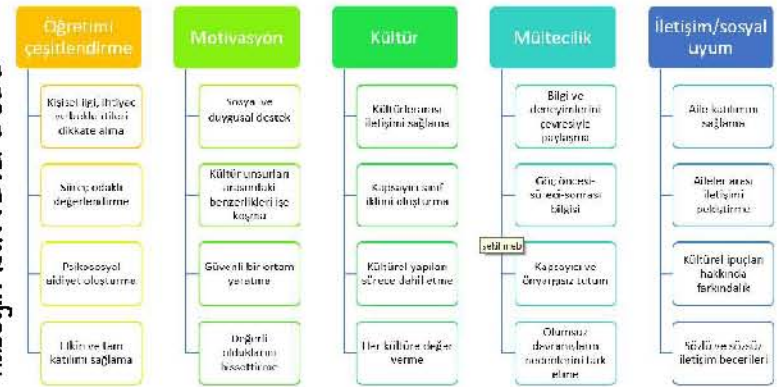 Öğretimi
çeşitlendirme
Kişisel ilgi, ihtiyaç
ve beklentileri
dikkate alma
Süreç odaklı
değerlendirme
Psikososyal
aidiyet oluşturma
Etkin ve tam
katılımı sağlama
Motivasyon
Sosyal ve
duygusal destek
Kültür unsurları
arasındaki
benzerlikleri işe
koşma
Güvenli bir ortam
yaratma
Değerli
olduklarını
hissettirme
Kültür
Kültürlerarası
iletişimi sağlama
Kapsayıcı sınıf
iklimi oluşturma
Kültürel yapıları
sürece dahil etme
Her kültüre değer
verme
Mültecilik
Bilgi ve
deneyimlerini
çevresiyle
paylaşma
Göç öncesi-
süreci-sonrası
bilgisi
Kapsayıcı ve
önyargısız tutum
Olumsuz
davranışların
nedenlerini fark
etme
İletişim/sosyal
uyum
Aile katılımını
sağlama
Aileler arası
iletişimi
pekiştirme
Kültürel ipuçları
hakkında
farkındalık
Sözlü ve sözsüz
iletişim becerileri